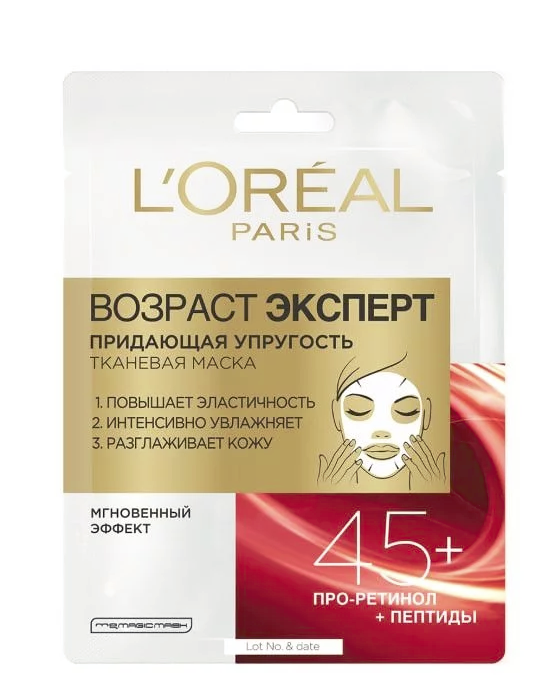 L'ORÉAL
PARiS
ВОЗРАСТ ЭКСПЕРТ
ПРИДАЮЩАЯ УПРУГОСТЬ
ТКАНЕВАЯ МАСКА
1. ПОВЫШАЕТ ЭЛАСТИЧНОСТЬ
2. ИНТЕНСИВНО УВЛАЖНЯЕТ
3. РАЗГЛАЖИВАЕТ КОЖУ
МГНОВЕННЫЙ
ЭФФЕКТ
45+
ПРО-РЕТИНОЛ
+ ПЕПТИДЫ
Lot No. & date